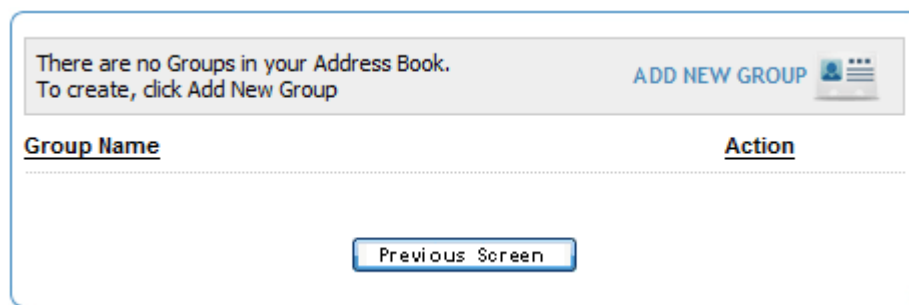 There are no Groups in your Address Book.
To create, click Add New Group
ADD NEW GROUP
Group Name
Action
Previous Screen